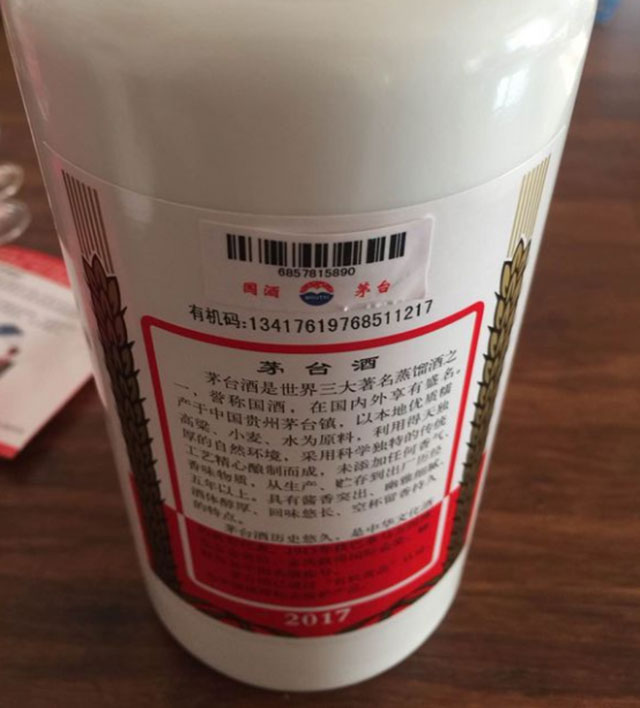 6857815890
国酒 茅台
有机码:13417619768511217
茅台酒
茅台酒是世界三大著名蒸馏酒之
一,誉称国酒,在国内外享有盛名。
产于中国贵州茅台镇,以本地优质糯
高粱、小麦、水为原料,利用得天独
厚的自然环境,采用科学独特的传统
工艺精心酿制而成,未添加任何香气、
香味物质,从生产、贮存到出厂历经
五年以上。具有酱香突出、幽雅细腻、
酒体醇厚、回味悠长、空杯留香持久
的特点。
茅台酒历史悠久,是中华文化酒
2017